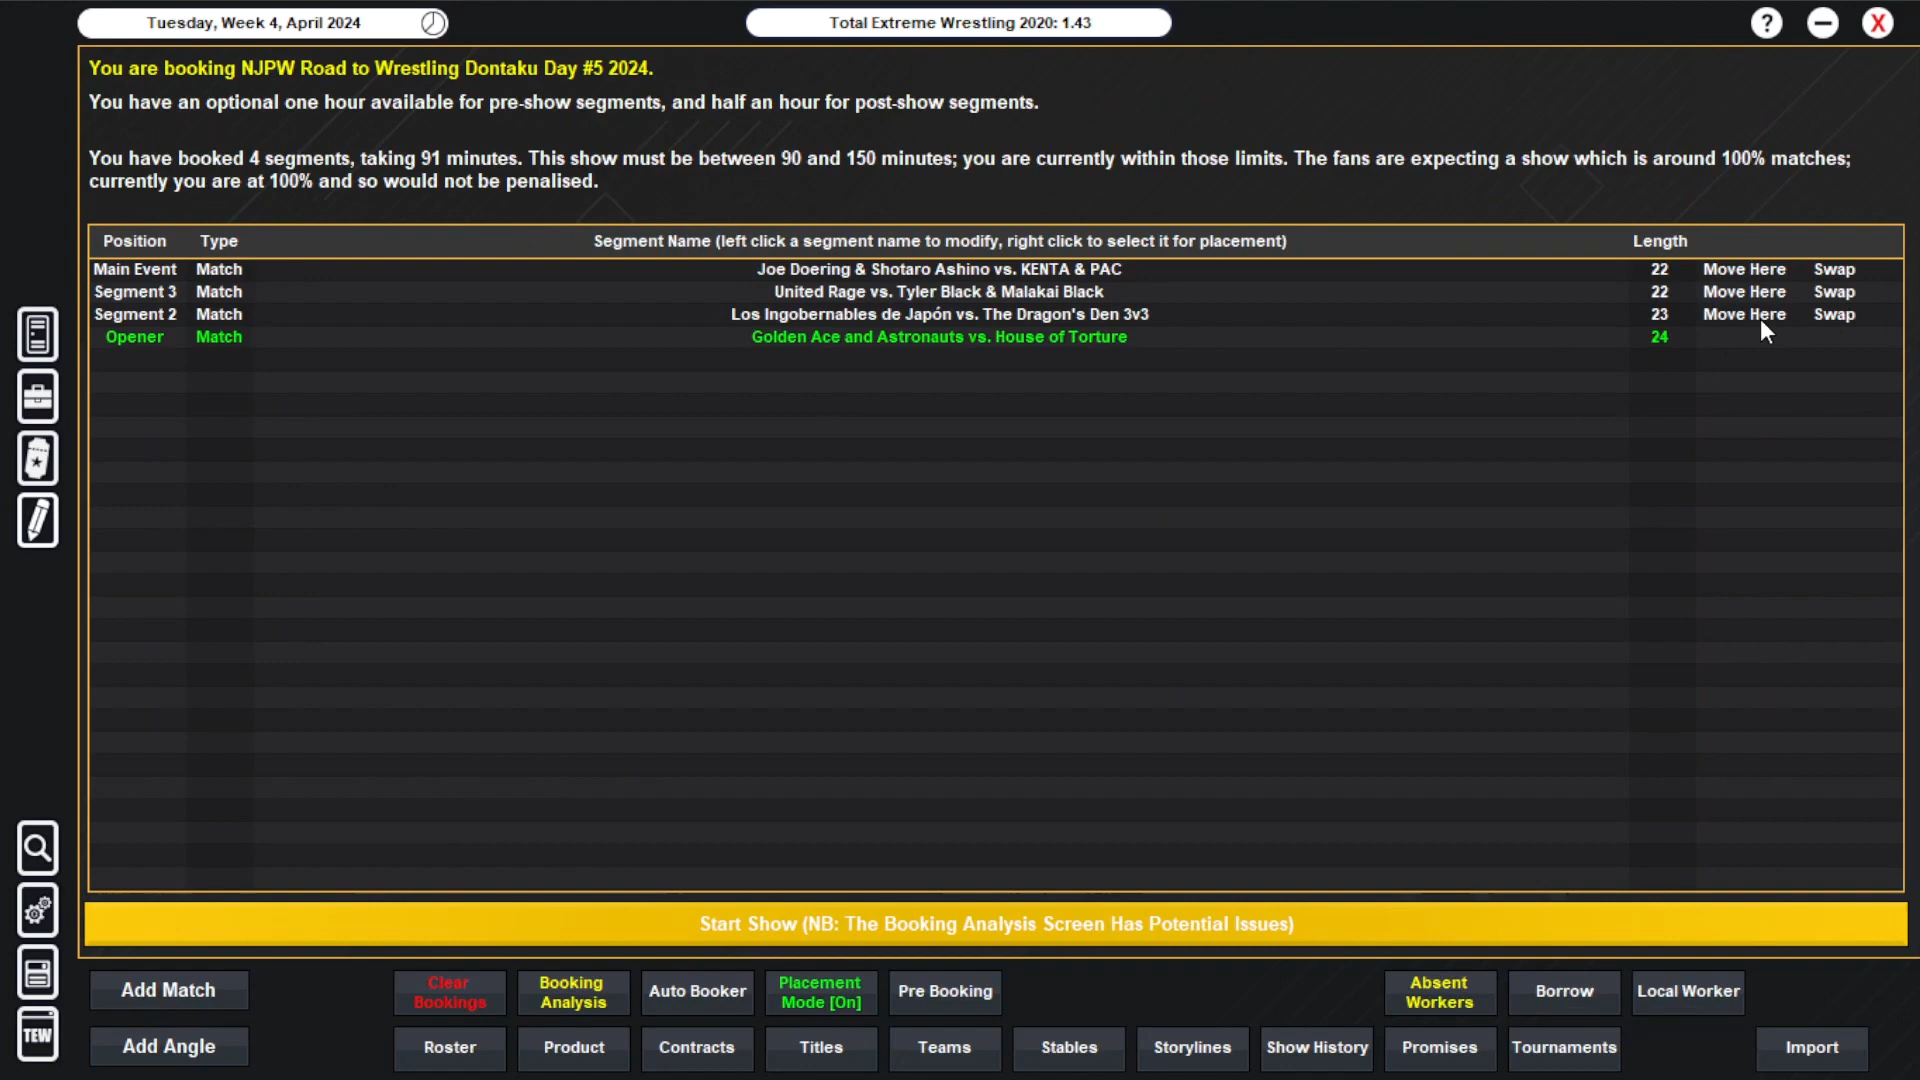 Tuesday, Week 4, April 2024
Total Extreme Wrestling 2020: 1.43
?
X
You are booking NJPW Road to Wrestling Dontaku Day #5 2024.
You have an optional one hour available for pre-show segments, and half an hour for post-show segments.
You have booked 4 segments, taking 91 minutes. This show must be between 90 and 150 minutes; you are currently within those limits. The fans are expecting a show which is around 100% matches;
currently you are at 100% and so would not be penalised.
Position Type Segment Name (left click a segment name to modify, right click to select it for placement) Length
Main Event Match Joe Doering & Shotaro Ashino vs. KENTA & PAC 22 Move Here Swap
Segment 3 Match United Rage vs. Tyler Black & Malakai Black 22 Move Here Swap
Segment 2 Match Los Ingobernables de Japón vs. The Dragon's Den 3v3 23 Move Here Swap
Opener Match Golden Ace and Astronauts vs. House of Torture 24
Start Show (NB: The Booking Analysis Screen Has Potential Issues)
Add Match
Clear
Bookings
Booking
Analysis
Auto Booker
Placement
Mode [On]
Pre Booking
Absent
Workers
Borrow
Local Worker
TEW
Add Angle
Roster
Product
Contracts
Titles
Teams
Stables
Storylines
Show History
Promises
Tournaments
Import